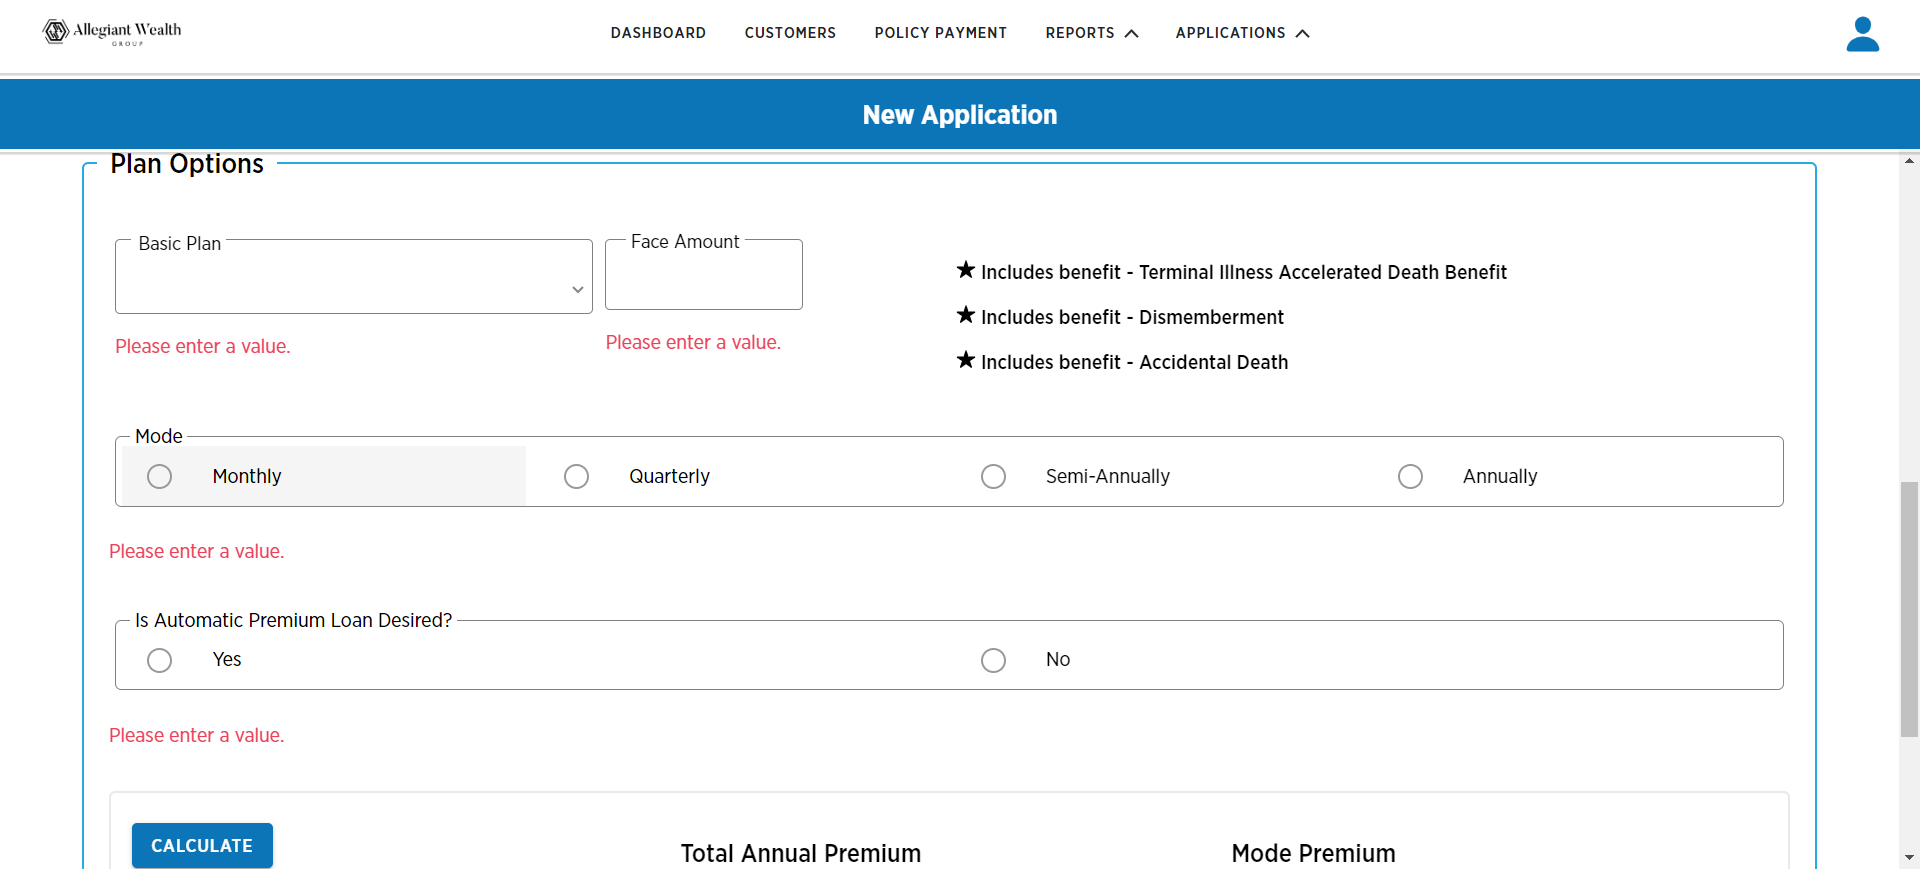 Allegiant Wealth
GROUP
DASHBOARD
CUSTOMERS
POLICY PAYMENT
REPORTS
APPLICATIONS
New Application
Plan Options
Basic Plan
Face Amount
Please enter a value.
Please enter a value.
★ Includes benefit - Terminal Illness Accelerated Death Benefit
★ Includes benefit - Dismemberment
★ Includes benefit - Accidental Death
Mode
Monthly
Quarterly
Semi-Annually
Annually
Please enter a value.
Is Automatic Premium Loan Desired?
Yes
No
Please enter a value.
CALCULATE
Total Annual Premium
Mode Premium